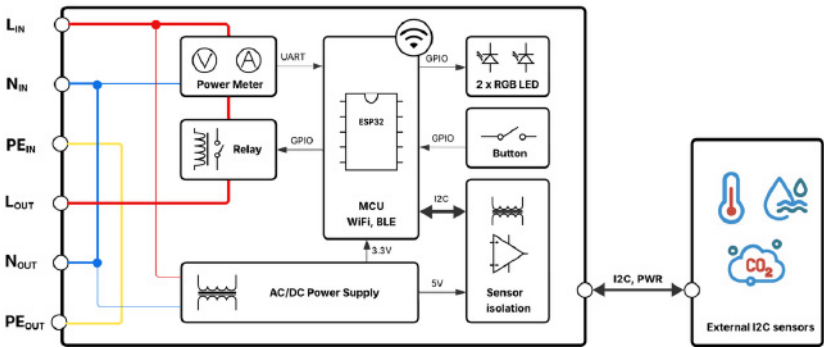 LIN
NIN
PEIN
LOUT
NOUT
PEOUT
V
A
Power Meter
UART
Relay
GPIO
ESP32
MCU
WiFi, BLE
GPIO
2 x RGB LED
GPIO
Button
I2C
3.3V
AC/DC Power Supply
5V
Sensor
isolation
I2C, PWR
CO2
External I2C sensors